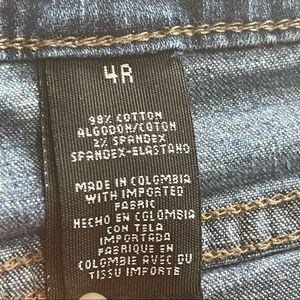 4R
98% COTTON
ALGODON/COTON
2% SPANDEX
SPANDEX-ELASTANO
MADE IN COLOMBIA
WITH IMPORTED
FABRIC
HECHO EN COLOMBIA
CON TELA
IMPORTADA
FABRIQUE EN
COLOMBIE AVEC DU
TISSU IMPORTE